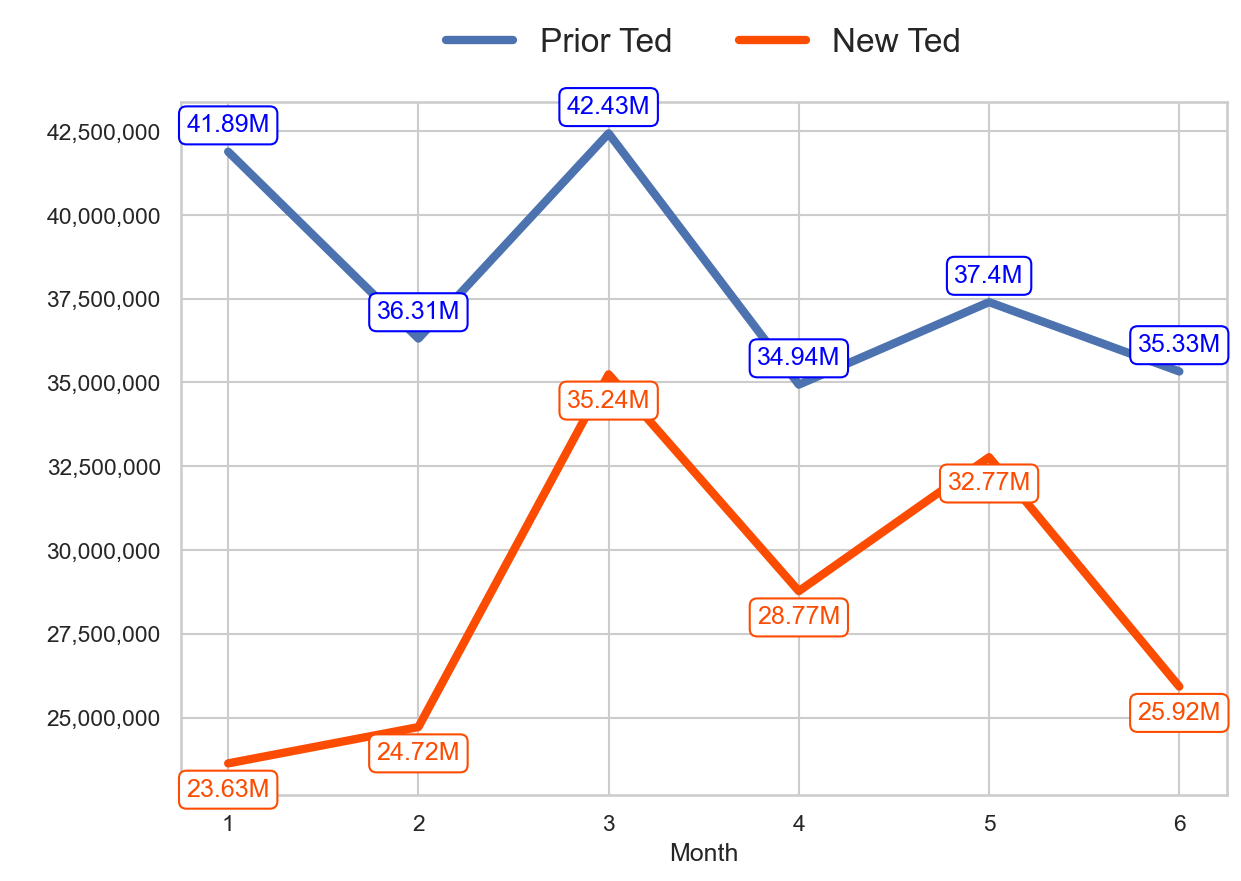 Prior Ted New Ted
42.43M
41.89M
42,500,000
40,000,000
37.4M
37,500,000
36.31M
35.33M
34.94M
35,000,000
35.24M
32,500,000
32.77M
30,000,000
28.77M
27,500,000
25,000,000
25.92M
24.72M
23.63M
1 2 3 4 5 6
Month